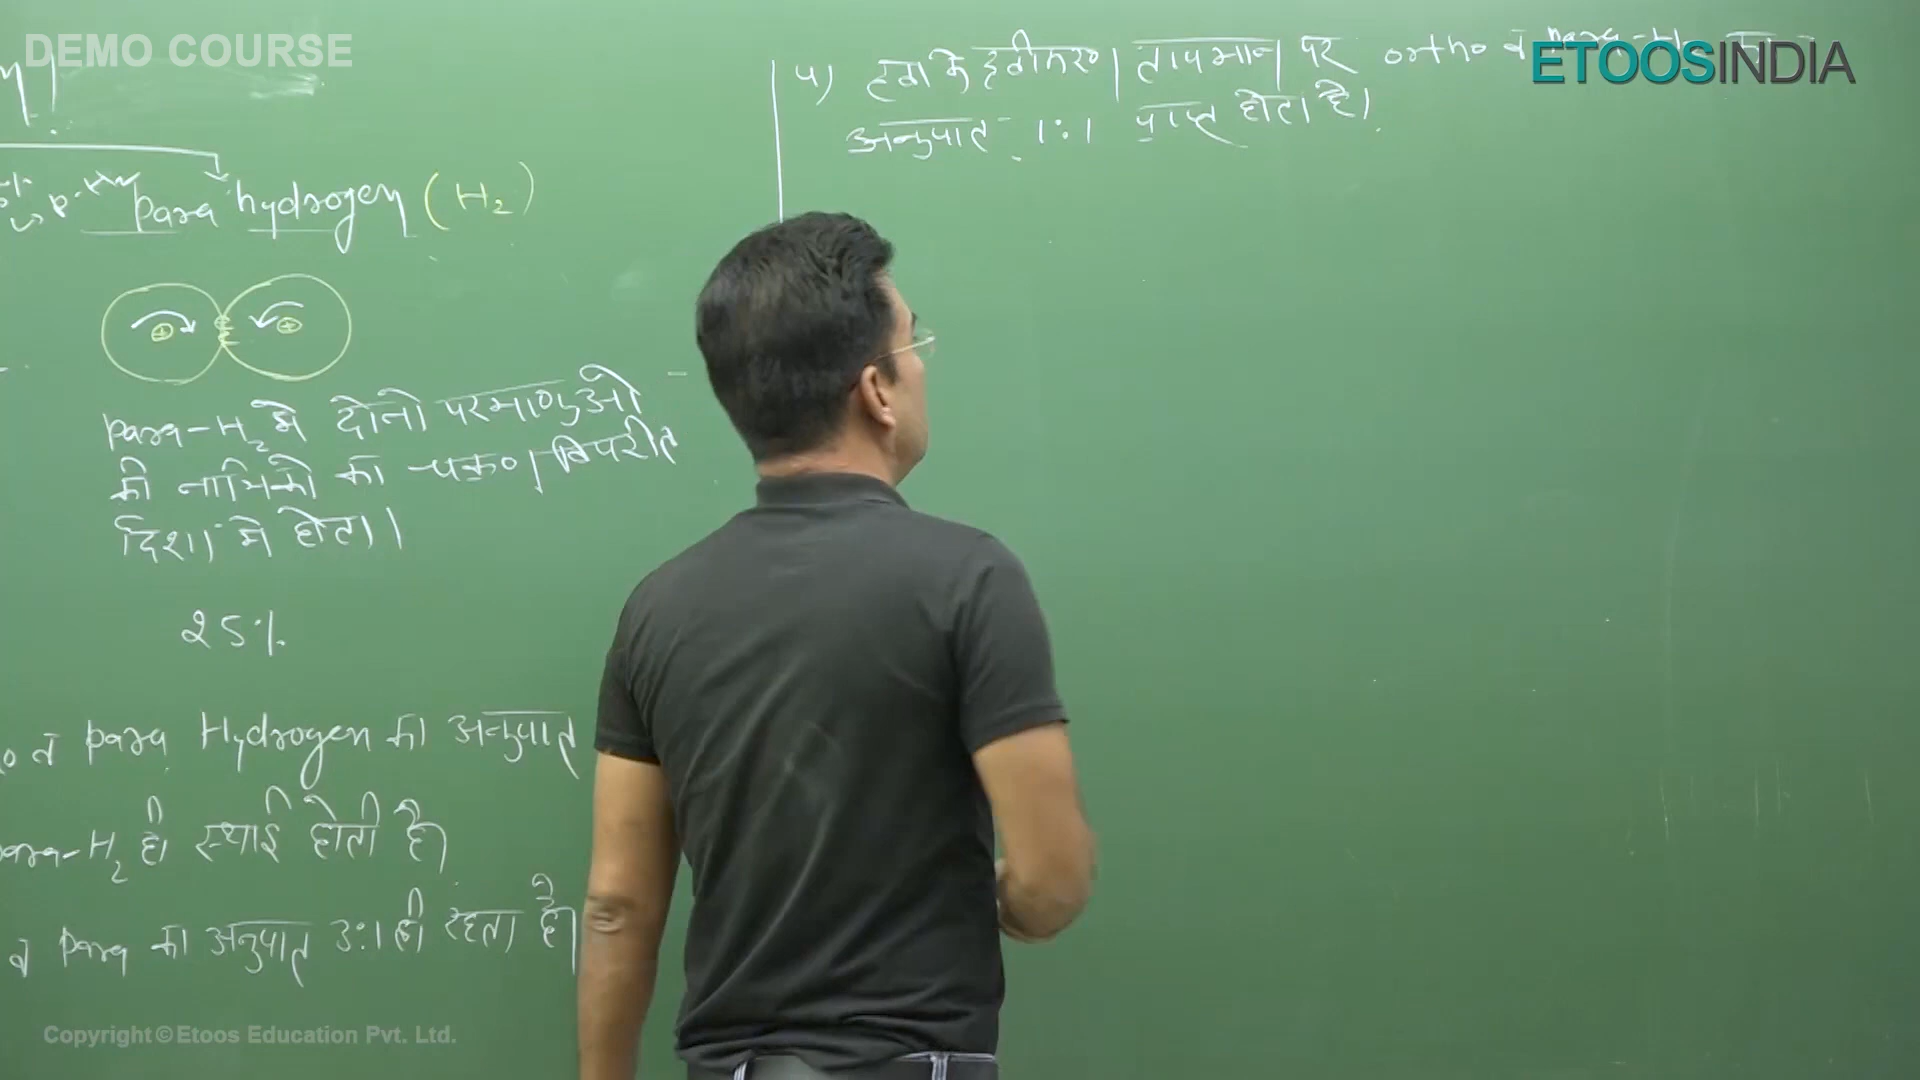 DEMO COURSE
ETOOSINDIA
para hydrogen (H2)
para-H2 मे दोनो परमाणुओ
की नाभिको का चक्रण विपरीत
दिशा मे होता।
25%
व para Hydrogen का अनुपात
para-H2 ही स्थाई होती है।
व para का अनुपात 3:1 ही रहता है।
4) हवा के द्रवीकरण तापमान पर ortho व para-H2 का
अनुपात 1:1 प्राप्त होता है।
Copyright © Etoos Education Pvt. Ltd.